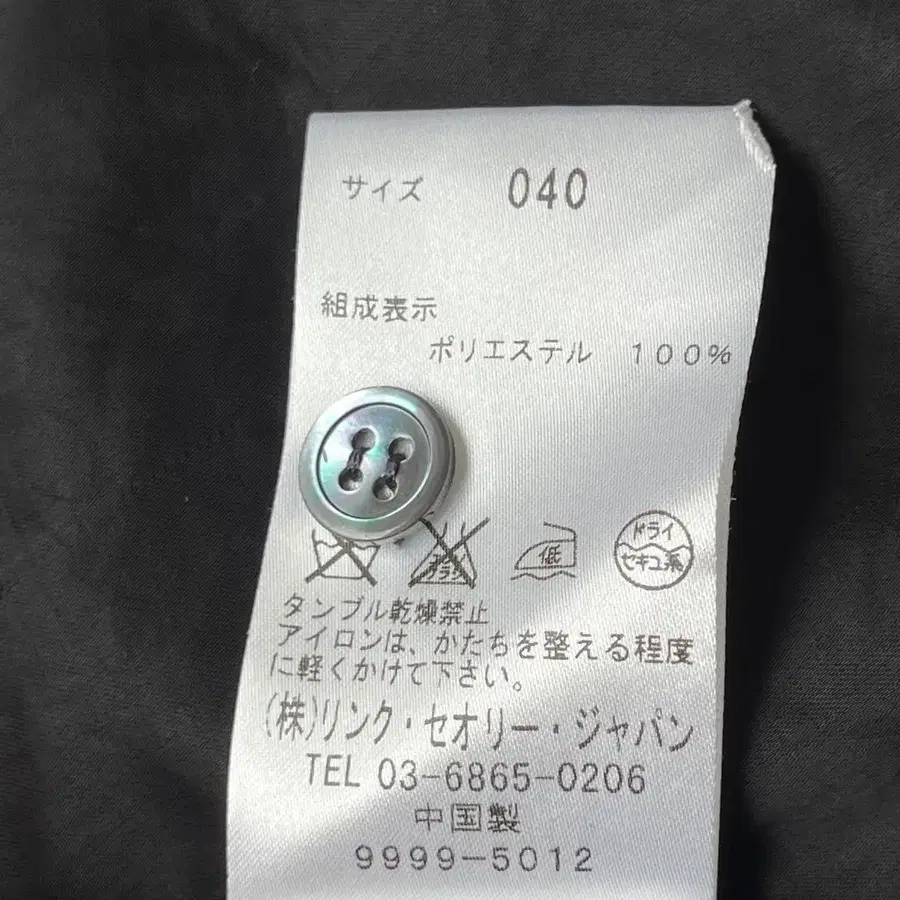 サイズ 040
組成表示
ポリエステル 100%
低
ドライ
セキユ系
タンブル乾燥禁止
アイロンは、かたちを整える程度
に軽くかけて下さい。
(株)リンク・セオリー・ジャパン
TEL 03-6865-0206
中国製
9999-5012